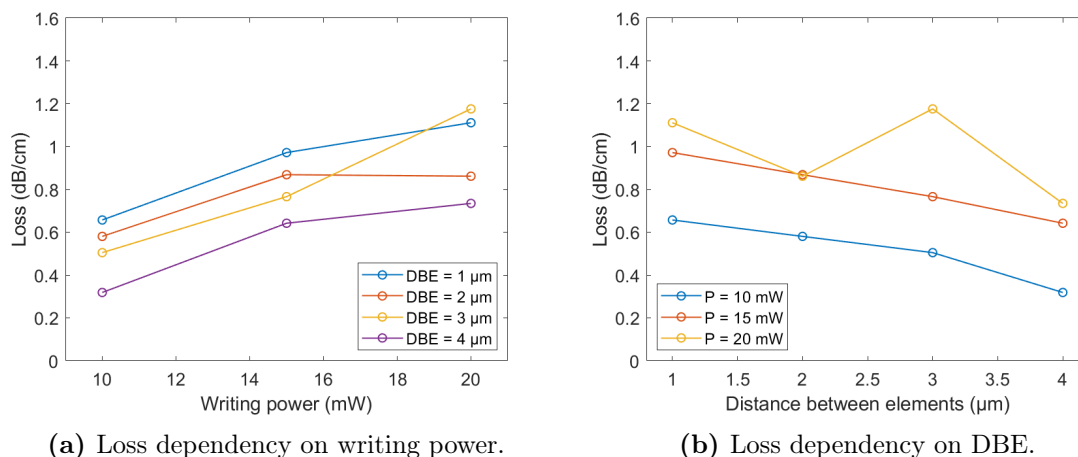 1.6
1.4
1.2
1
0.8
0.6
0.4
0.2
0
Loss (dB/cm)
10 12 14 16 18 20
Writing power (mW)
DBE = 1 μm
DBE = 2 μm
DBE = 3 μm
DBE = 4 μm
(a) Loss dependency on writing power.
1.6
1.4
1.2
1
0.8
0.6
0.4
0.2
0
Loss (dB/cm)
1 1.5 2 2.5 3 3.5 4
Distance between elements (μm)
P = 10 mW
P = 15 mW
P = 20 mW
(b) Loss dependency on DBE.